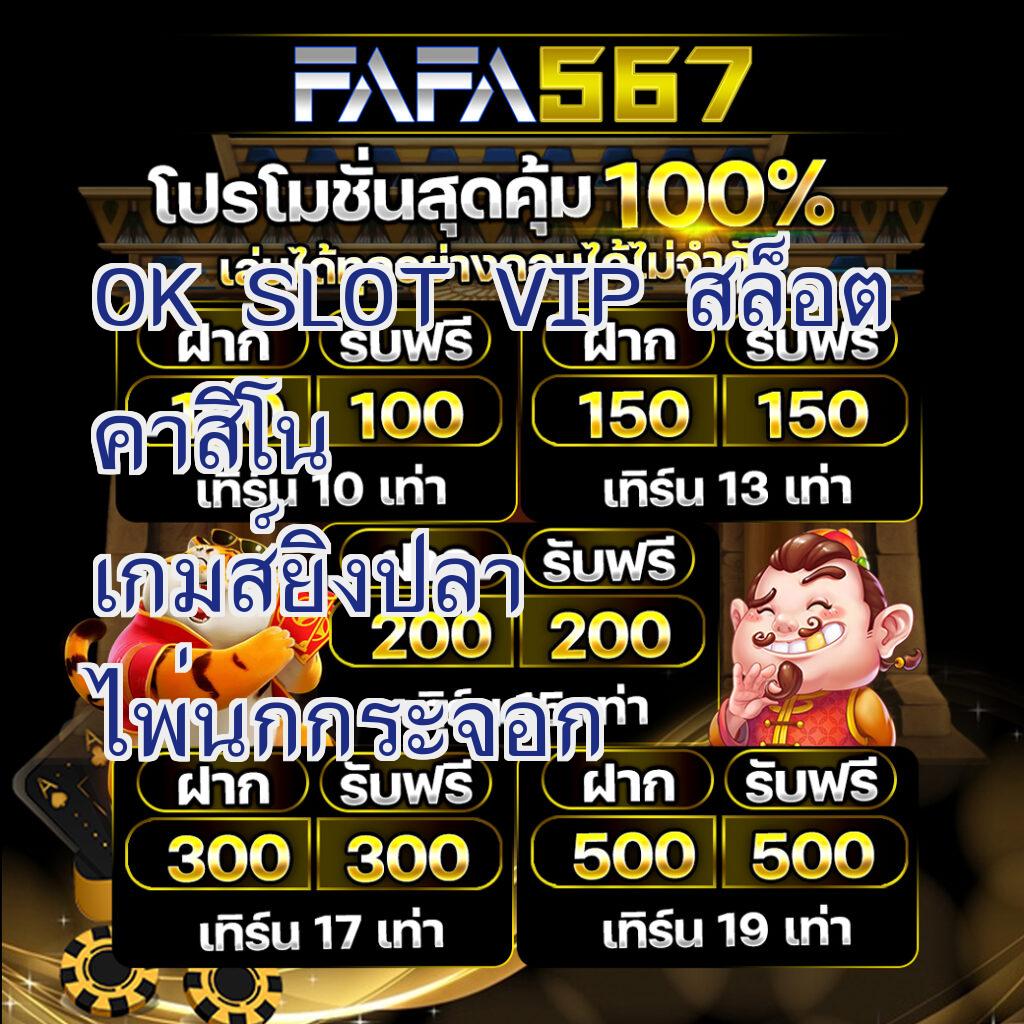 FAFA567
โปรโมชั่นสุดคุ้ม 100%
OK SLOT VIP สล็อต
ฝาก รับฟรี ฝาก รับฟรี
100 150 150
คาสิโน
เทิร์น 10 เท่า เทิร์น 13 เท่า
รับฟรี
เกมส์ยิงปลา
200 200
เท่า
ไพ่นกกระจอก
ฝาก รับฟรี ฝาก รับฟรี
300 300 500 500
เทิร์น 17 เท่า เทิร์น 19 เท่า